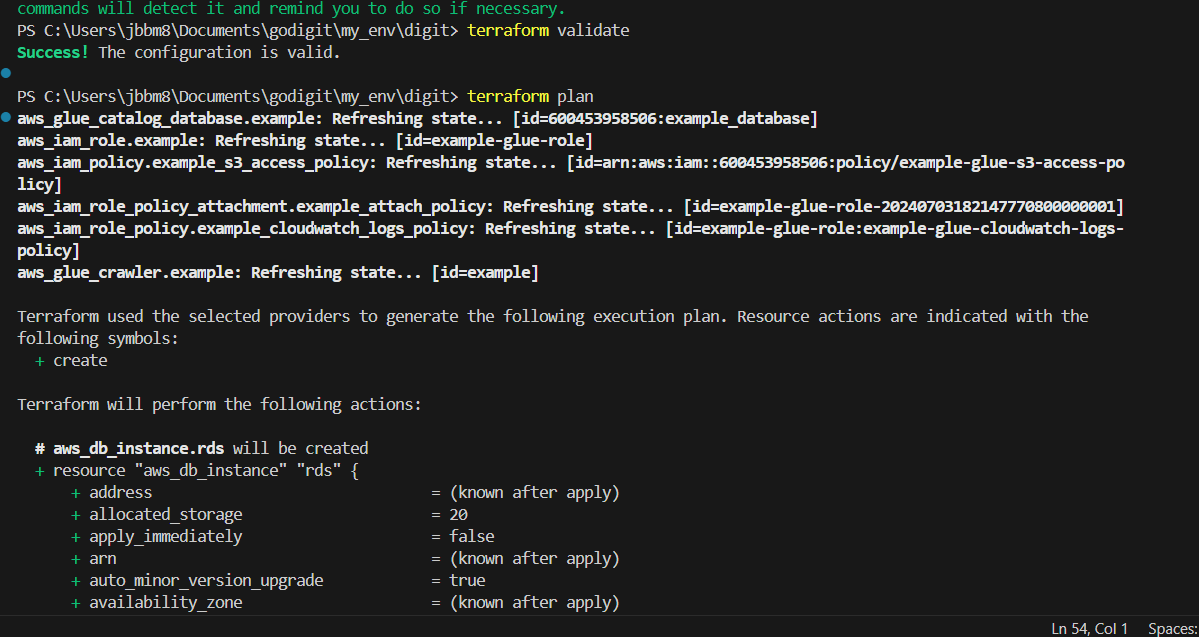 commands will detect it and remind you to do so if necessary.
PS C:\Users\jbbm8\Documents\godigit\my_env\digit> terraform validate
Success! The configuration is valid.
PS C:\Users\jbbm8\Documents\godigit\my_env\digit> terraform plan
aws_glue_catalog_database.example: Refreshing state... [id=600453958506:example_database]
aws_iam_role.example: Refreshing state... [id=example-glue-role]
aws_iam_policy.example_s3_access_policy: Refreshing state... [id=arn:aws:iam::600453958506:policy/example-glue-s3-access-po
licy]
aws_iam_role_policy_attachment.example_attach_policy: Refreshing state... [id=example-glue-role-20240703182147770800000001]
aws_iam_role_policy.example_cloudwatch_logs_policy: Refreshing state... [id=example-glue-role:example-glue-cloudwatch-logs-
policy]
aws_glue_crawler.example: Refreshing state... [id=example]
Terraform used the selected providers to generate the following execution plan. Resource actions are indicated with the
following symbols:
  + create
Terraform will perform the following actions:
  # aws_db_instance.rds will be created
  + resource "aws_db_instance" "rds" {
      + address                               = (known after apply)
      + allocated_storage                     = 20
      + apply_immediately                     = false
      + arn                                   = (known after apply)
      + auto_minor_version_upgrade            = true
      + availability_zone                     = (known after apply)
Ln 54, Col 1 Spaces: